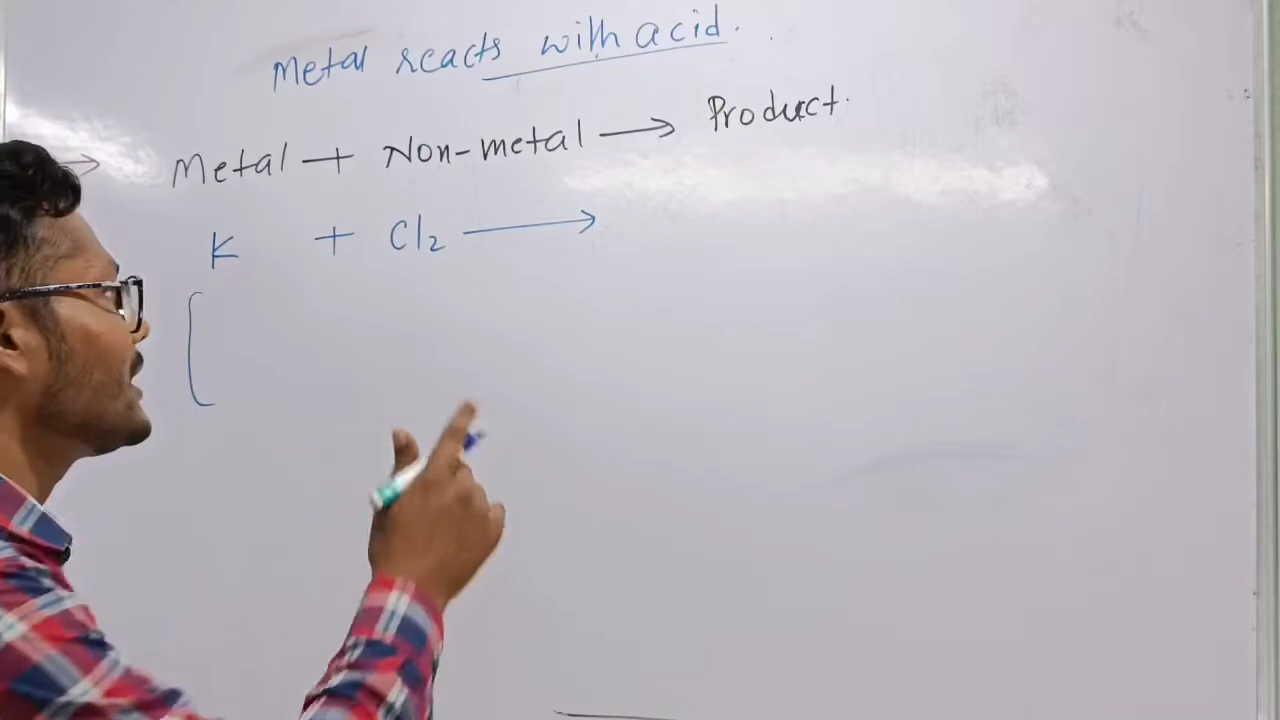 Metal reacts with acid.
→ Metal + Non-metal → Product.
K + Cl₂ →
[